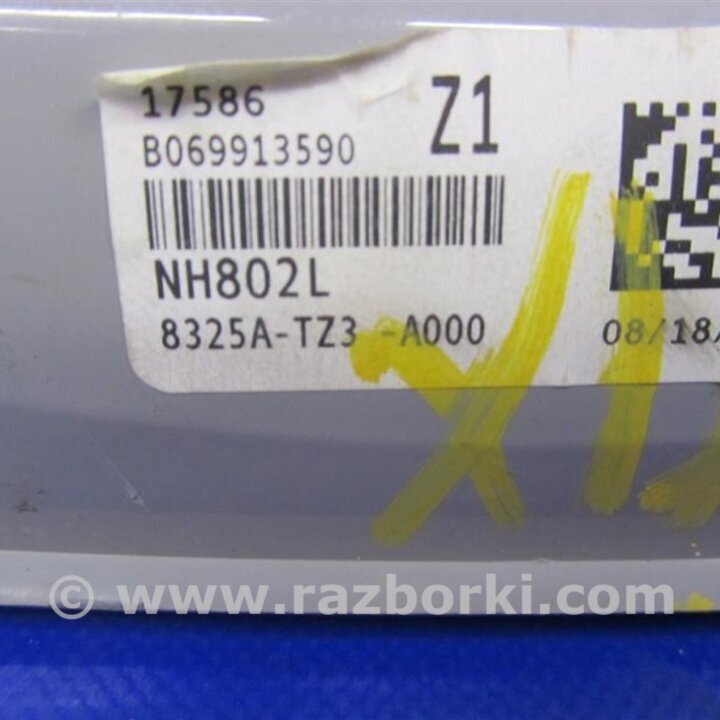 17586
Z1
B069913590
NH802L
8325A-TZ3 -A000
08/18/
© www.razborki.com